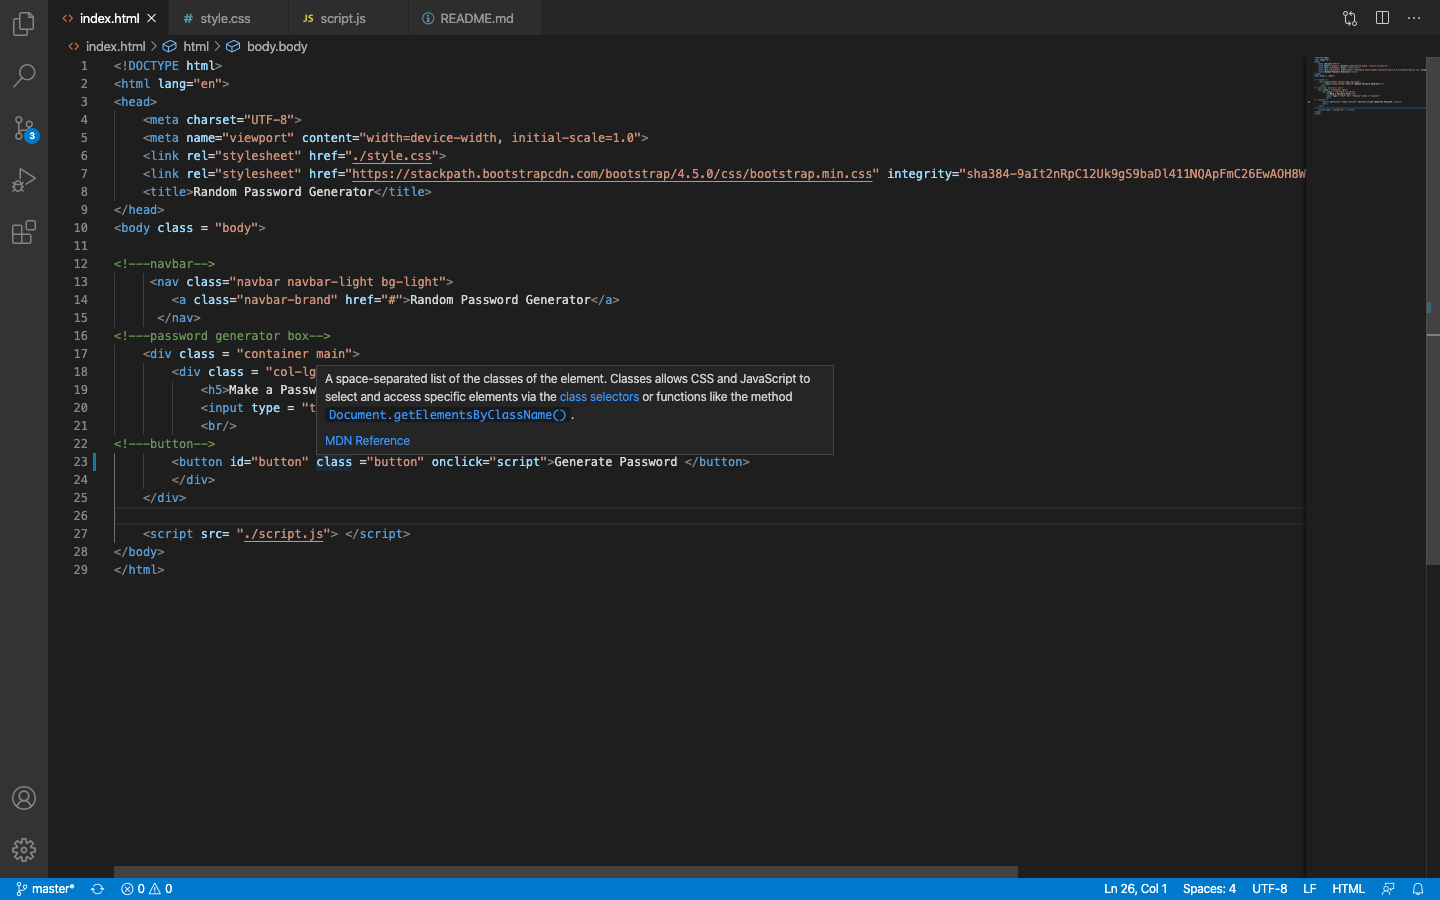 index.html
style.css
JS script.js
README.md
index.html > html > body.body
1 <!DOCTYPE html>
2 <html lang="en">
3 <head>
4 <meta charset="UTF-8">
5 <meta name="viewport" content="width=device-width, initial-scale=1.0">
6 <link rel="stylesheet" href="./style.css">
7 <link rel="stylesheet" href="https://stackpath.bootstrapcdn.com/bootstrap/4.5.0/css/bootstrap.min.css" integrity="sha384-9aIt2nRpC12Uk9gS9baDl411NQApFmC26EwAOH8W
8 <title>Random Password Generator</title>
9 </head>
10 <body class = "body">
11
12 <!---navbar-->
13 <nav class="navbar navbar-light bg-light">
14 <a class="navbar-brand" href="#">Random Password Generator</a>
15 </nav>
16 <!---password generator box-->
17 <div class = "container main">
18 <div class = "col-lg
19 <h5>Make a Passw
20 <input type = "t
21 <br/>
22 <!---button-->
23 <button id="button" class ="button" onclick="script">Generate Password </button>
24 </div>
25 </div>
26
27 <script src= "./script.js"> </script>
28 </body>
29 </html>
A space-separated list of the classes of the element. Classes allows CSS and JavaScript to
select and access specific elements via the class selectors or functions like the method
Document.getElementsByClassName() .
MDN Reference
3
master*
0
0
Ln 26, Col 1
Spaces: 4
UTF-8
LF
HTML